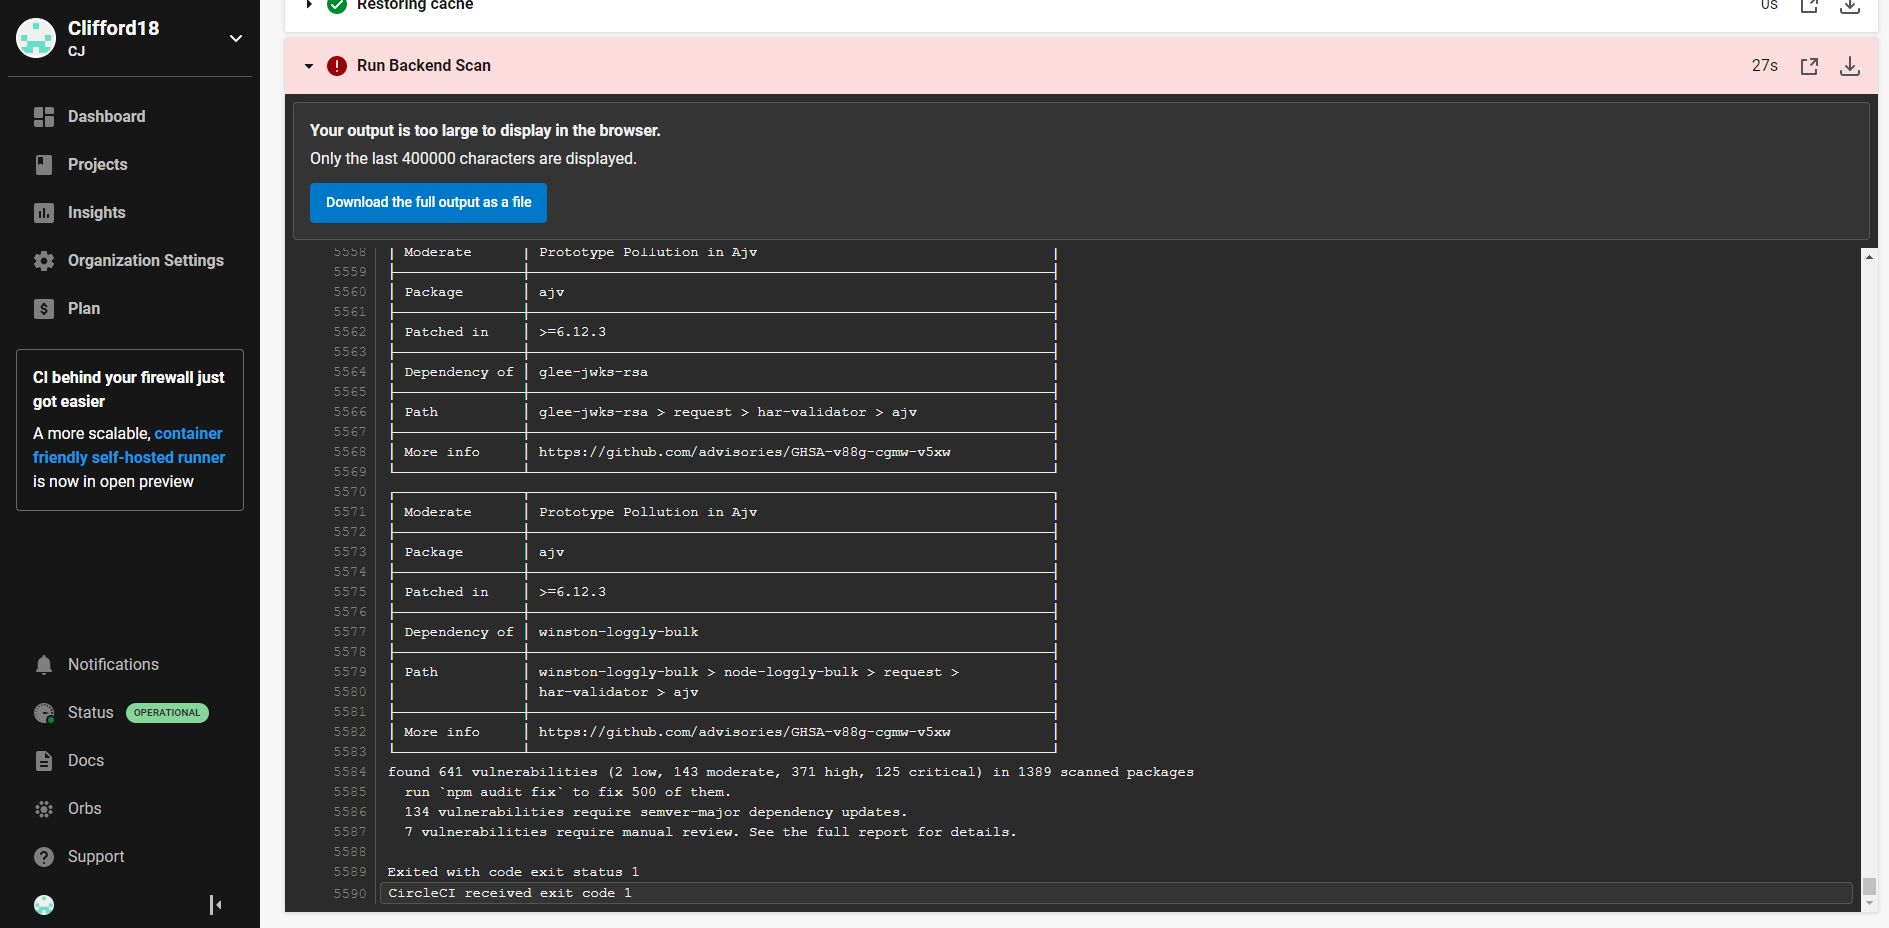 Clifford18
CJ
Dashboard
Projects
Insights
Organization Settings
Plan
CI behind your firewall just
got easier
A more scalable, container
friendly self-hosted runner
is now in open preview
Notifications
Status OPERATIONAL
Docs
Orbs
Support
Restoring cache 0s
Run Backend Scan 27s
Your output is too large to display in the browser.
Only the last 400000 characters are displayed.
Download the full output as a file
5558 Moderate Prototype Pollution in Ajv
5559
5560 Package ajv
5561
5562 Patched in >=6.12.3
5563
5564 Dependency of glee-jwks-rsa
5565
5566 Path glee-jwks-rsa > request > har-validator > ajv
5567
5568 More info https://github.com/advisories/GHSA-v88g-cgmw-v5xw
5569
5570
5571 Moderate Prototype Pollution in Ajv
5572
5573 Package ajv
5574
5575 Patched in >=6.12.3
5576
5577 Dependency of winston-loggly-bulk
5578
5579 Path winston-loggly-bulk > node-loggly-bulk > request >
5580 har-validator > ajv
5581
5582 More info https://github.com/advisories/GHSA-v88g-cgmw-v5xw
5583
5584 found 641 vulnerabilities (2 low, 143 moderate, 371 high, 125 critical) in 1389 scanned packages
5585 run `npm audit fix` to fix 500 of them.
5586 134 vulnerabilities require semver-major dependency updates.
5587 7 vulnerabilities require manual review. See the full report for details.
5588
5589 Exited with code exit status 1
5590 CircleCI received exit code 1